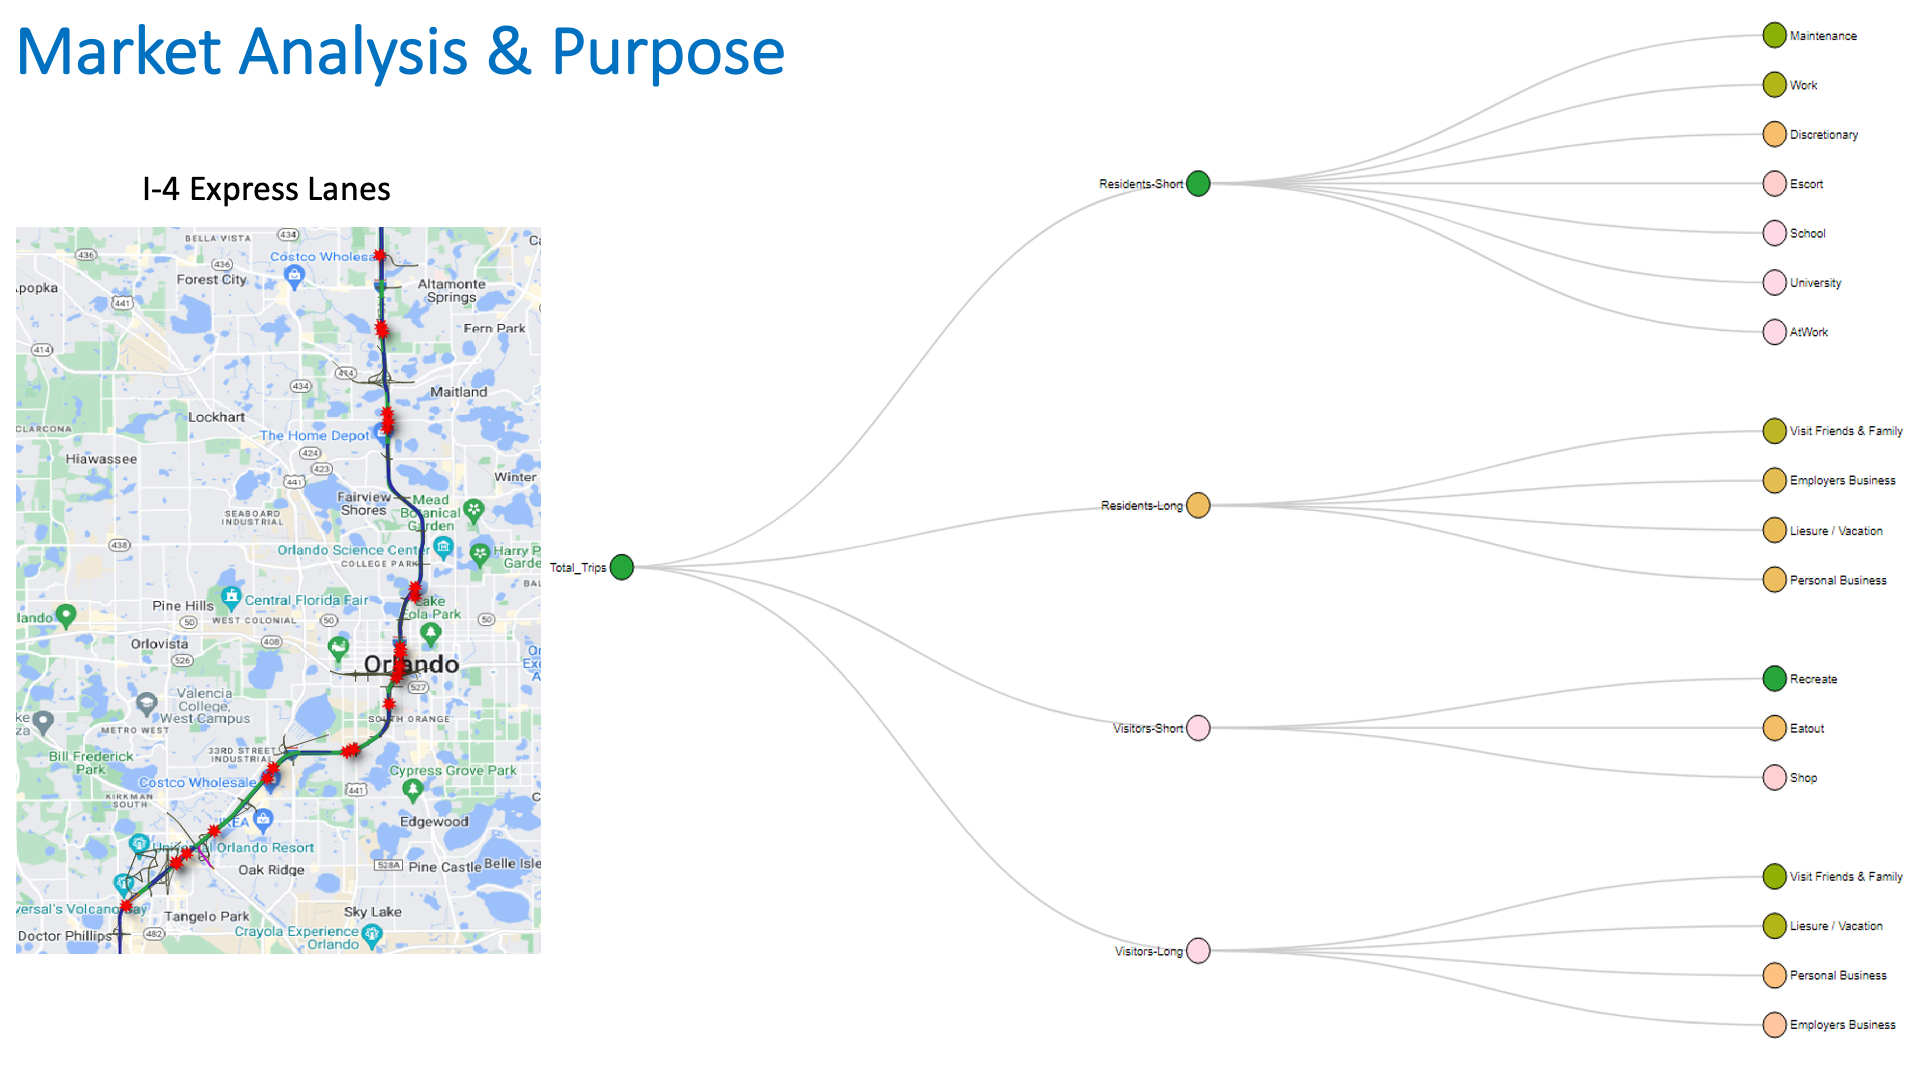 Market Analysis & Purpose
I-4 Express Lanes
BELLA VISTA
434
436
Costco Wholesa
436
Forest City
Altamonte
Springs
441
Fern Park
414
414
434
Maitland
Lockhart
CLARCONA
The Home Depot
424
Hiawassee
423
441
Winter
Fairview
Shores
Mead
Botanical
Garden
SEABOARD
INDUSTRIAL
438
Orlando Science Center
COLLEGE PARK
Harry P
Garde
Pine Hills
Central Florida Fair
Lake
Eola Park
lando
50
WEST COLONIAL
50
50
Orlovista
408
526
Orlando
527
Valencia
College,
West Campus
SOUTH ORANGE
METRO WEST
33RD STREET
INDUSTRIAL
Bill Frederick
Park
Costco Wholesale
Cypress Grove Park
441
KIRKMAN
SOUTH
IKEA
Edgewood
Universal Orlando Resort
528A
Pine Castle
Belle Isle
Oak Ridge
versal's Volcano Bay
Tangelo Park
Sky Lake
Doctor Phillips
482
Crayola Experience
Orlando
Total_Trips
Residents-Short
Maintenance
Work
Discretionary
Escort
School
University
AtWork
Residents-Long
Visit Friends & Family
Employers Business
Liesure / Vacation
Personal Business
Visitors-Short
Recreate
Eatout
Shop
Visitors-Long
Visit Friends & Family
Liesure / Vacation
Personal Business
Employers Business